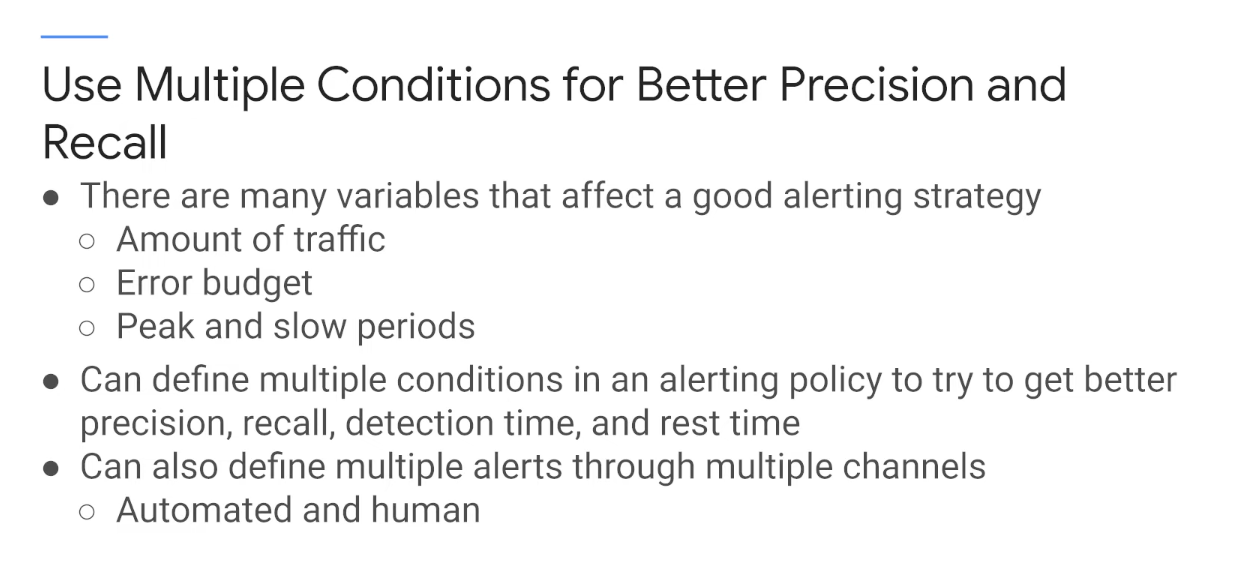 Use Multiple Conditions for Better Precision and
Recall
● There are many variables that affect a good alerting strategy
○ Amount of traffic
○ Error budget
○ Peak and slow periods
● Can define multiple conditions in an alerting policy to try to get better
precision, recall, detection time, and rest time
● Can also define multiple alerts through multiple channels
○ Automated and human